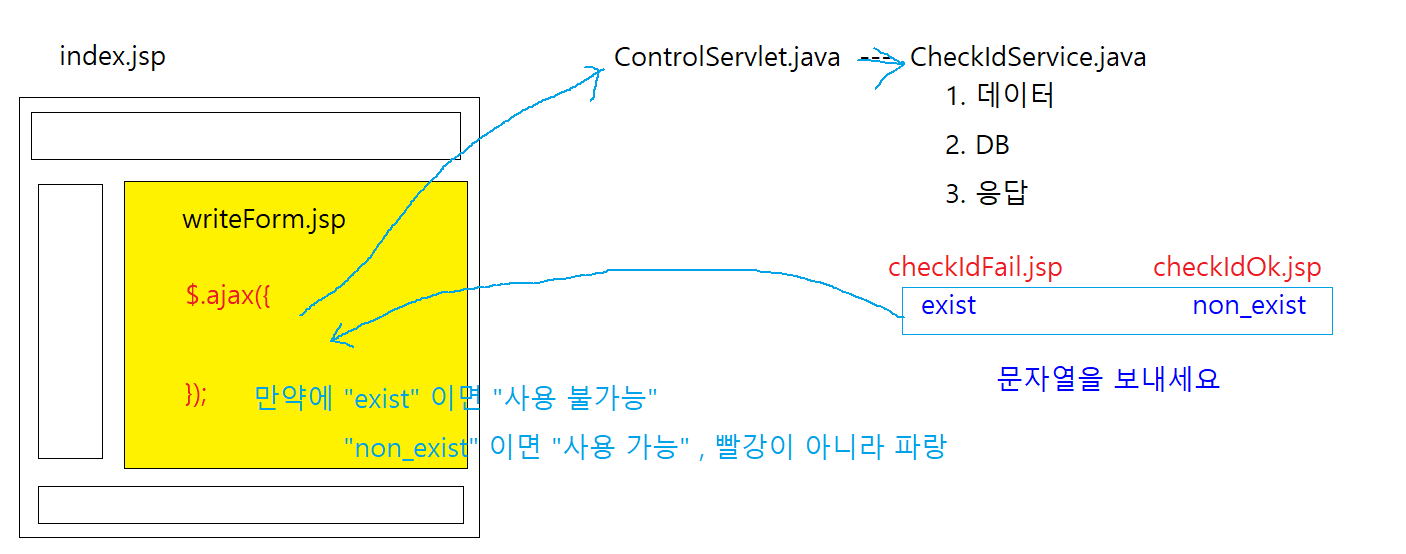 index.jsp
ControlServlet.java --- CheckIdService.java
1. 데이터
2. DB
3. 응답
writeForm.jsp
$.ajax({
});
checkIdFail.jsp checkIdOk.jsp
exist non_exist
문자열을 보내세요
만약에 "exist" 이면 "사용 불가능"
"non_exist" 이면 "사용 가능" , 빨강이 아니라 파랑